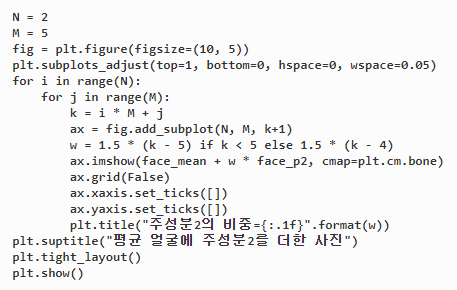 N = 2
M = 5
fig = plt.figure(figsize=(10, 5))
plt.subplots_adjust(top=1, bottom=0, hspace=0, wspace=0.05)
for i in range(N):
    for j in range(M):
        k = i * M + j
        ax = fig.add_subplot(N, M, k+1)
        w = 1.5 * (k - 5) if k < 5 else 1.5 * (k - 4)
        ax.imshow(face_mean + w * face_p2, cmap=plt.cm.bone)
        ax.grid(False)
        ax.xaxis.set_ticks([])
        ax.yaxis.set_ticks([])
        plt.title("주성분2의 비중={:.1f}".format(w))
plt.suptitle("평균 얼굴에 주성분2를 더한 사진")
plt.tight_layout()
plt.show()